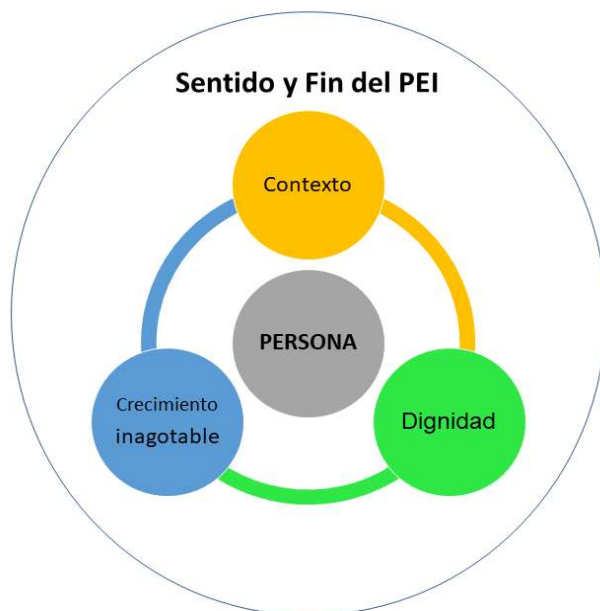 Sentido y Fin del PEI
Contexto
PERSONA
Crecimiento
inagotable
Dignidad